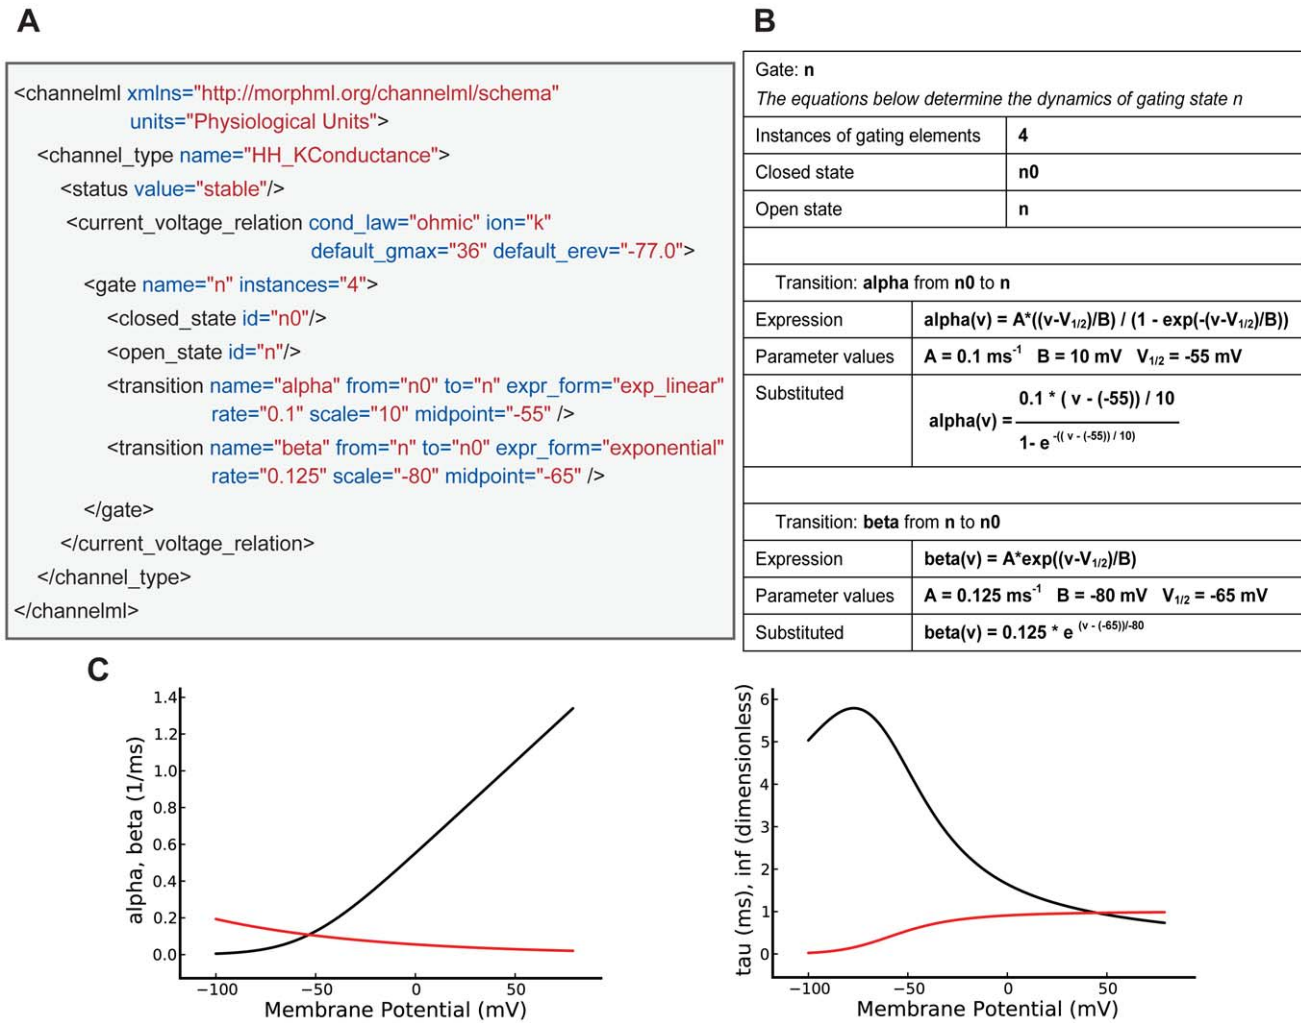 A
<channelml xmlns="http://morphml.org/channelml/schema"
units="Physiological Units">
<channel_type name="HH_KConductance">
<status value="stable"/>
<current_voltage_relation cond_law="ohmic" ion="k"
default_gmax="36" default_erev="-77.0">
<gate name="n" instances="4">
<closed_state id="n0"/>
<open_state id="n"/>
<transition name="alpha" from="n0" to="n" expr_form="exp_linear"
rate="0.1" scale="10" midpoint="-55" />
<transition name="beta" from="n" to="n0" expr_form="exponential"
rate="0.125" scale="-80" midpoint="-65" />
</gate>
</current_voltage_relation>
</channel_type>
</channelml>
B
Gate: n
The equations below determine the dynamics of gating state n
Instances of gating elements 4
Closed state n0
Open state n
Transition: alpha from n0 to n
Expression alpha(v) = A*((v-V1/2)/B) / (1 - exp(-(v-V1/2)/B))
Parameter values A = 0.1 ms-1 B = 10 mV V1/2 = -55 mV
Substituted
0.1 * ( v - (-55)) / 10
alpha(v) =
1- e -(( v - (-55)) / 10)
Transition: beta from n to n0
Expression beta(v) = A*exp((v-V1/2)/B)
Parameter values A = 0.125 ms-1 B = -80 mV V1/2 = -65 mV
Substituted beta(v) = 0.125 * e (v - (-65))/-80
C
alpha, beta (1/ms)
1.4
1.2
1.0
0.8
0.6
0.4
0.2
0.0
−100 −50 0 50
Membrane Potential (mV)
tau (ms), inf (dimensionless)
6
5
4
3
2
1
0
−100 −50 0 50
Membrane Potential (mV)